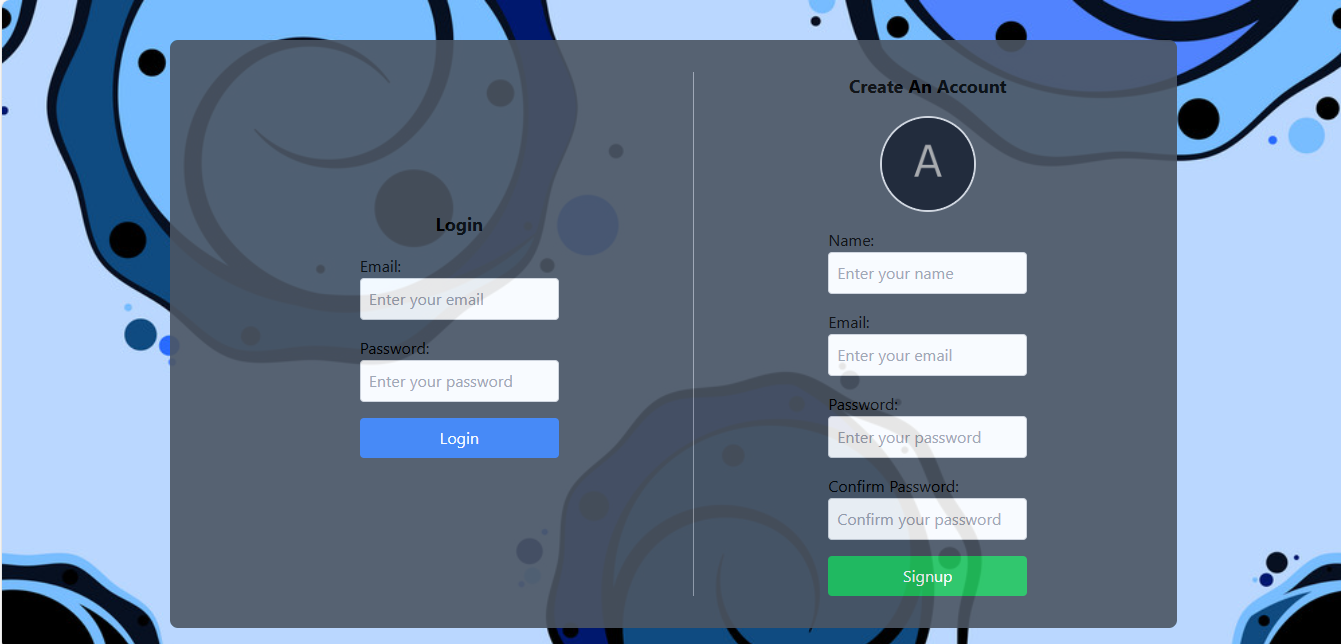 Login
Email:
Enter your email
Password:
Enter your password
Login
Create An Account
A
Name:
Enter your name
Email:
Enter your email
Password:
Enter your password
Confirm Password:
Confirm your password
Signup